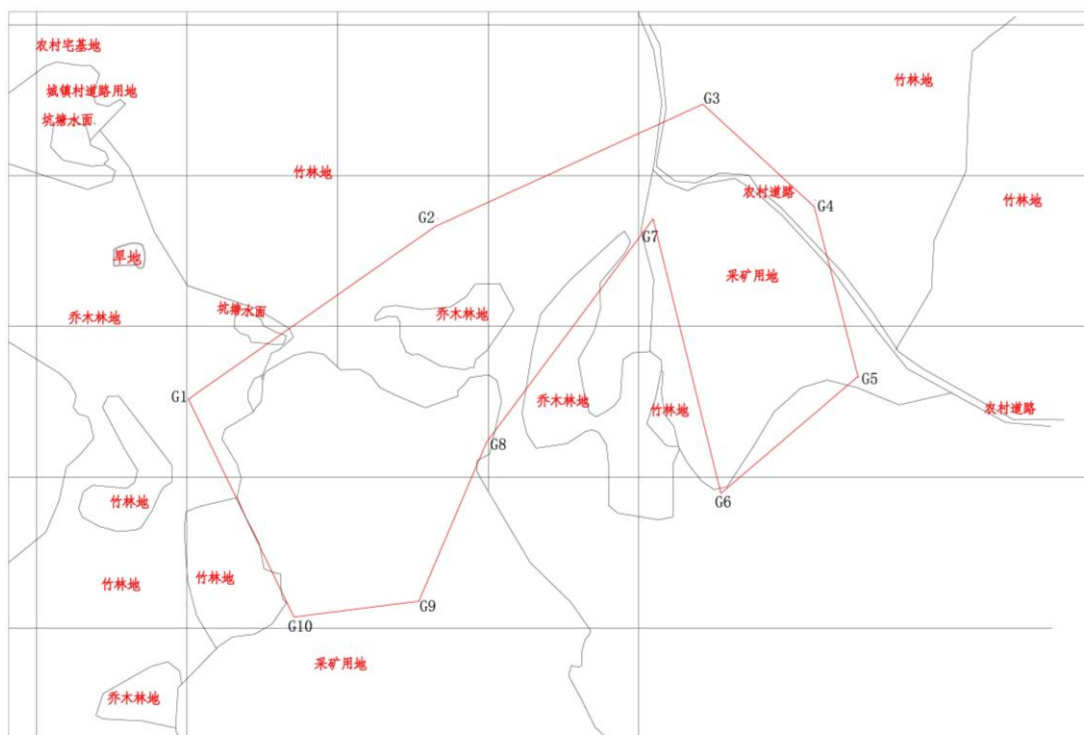 农村宅基地
城镇村道路用地
坑塘水面
竹林地
G3
竹林地
农村道路
G4
竹林地
G2
G7
旱地
采矿用地
坑塘水面
乔木林地
乔木林地
G5
G1
乔木林地
竹林地
农村道路
G8
竹林地
G6
竹林地
竹林地
G9
G10
采矿用地
乔木林地